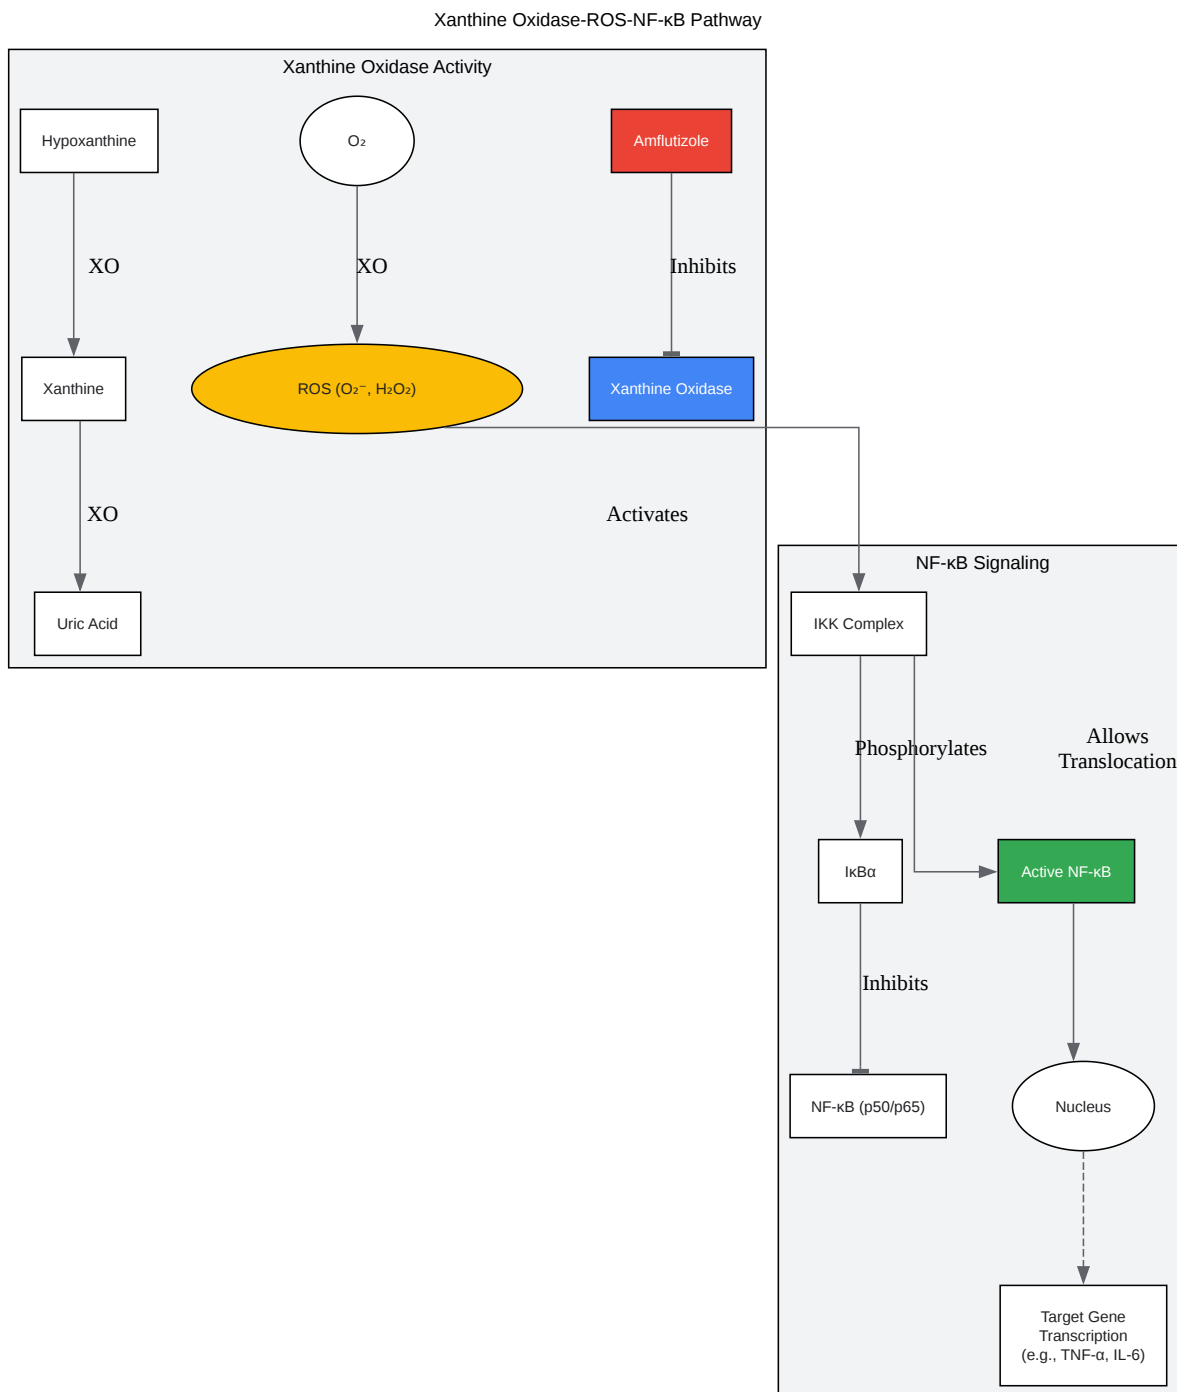 Xanthine Oxidase-ROS-NF-κB Pathway
Xanthine Oxidase Activity
Hypoxanthine
O₂
Amflutizole
XO
XO
Inhibits
Xanthine
ROS (O₂⁻, H₂O₂)
Xanthine Oxidase
XO
Activates
NF-κB Signaling
Uric Acid
IKK Complex
Phosphorylates
Allows
Translocation
IκBα
Active NF-κB
Inhibits
NF-κB (p50/p65)
Nucleus
Target Gene
Transcription
(e.g., TNF-α, IL-6)